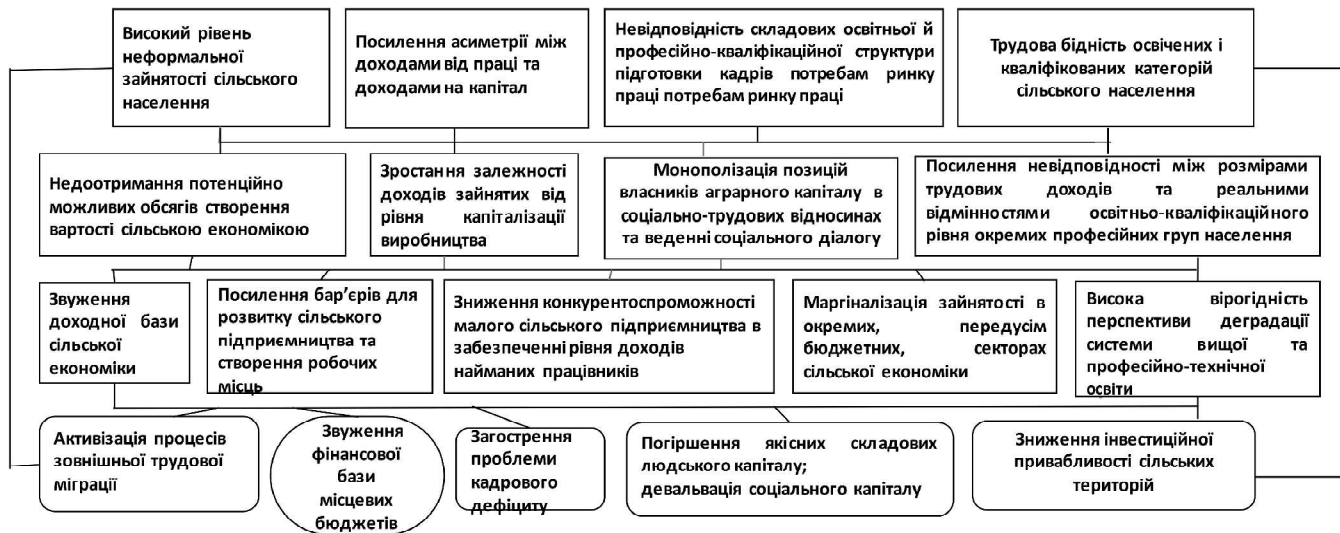 Високий рівень
неформальної
зайнятості сільського
населення
Посилення асиметрії між
доходами від праці та
доходами на капітал
Невідповідність складових освітньої й
професійно-кваліфікаційної структури
підготовки кадрів потребам ринку
праці потребам ринку праці
Трудова бідність освічених і
кваліфікованих категорій
сільського населення
Недоотримання потенційно
можливих обсягів створення
вартості сільською економікою
Зростання залежності
доходів зайнятих від
рівня капіталізації
виробництва
Монополізація позицій
власників аграрного капіталу в
соціально-трудових відносинах
та веденні соціального діалогу
Посилення невідповідності між розмірами
трудових доходів та реальними
відмінностями освітньо-кваліфікаційного
рівня окремих професійних груп населення
Звуження
доходної бази
сільської
економіки
Посилення бар’єрів для
розвитку сільського
підприємництва та
створення робочих
місць
Зниження конкурентоспроможності
малого сільського підприємництва в
забезпеченні рівня доходів
найманих працівників
Маргіналізація зайнятості в
окремих, передусім
бюджетних, секторах
сільської економіки
Висока вірогідність
перспективи деградації
системи вищої та
професійно-технічної
освіти
Активізація процесів
зовнішньої трудової
міграції
Звуження
фінансової
бази
місцевих
бюджетів
Загострення
проблеми
кадрового
дефіциту
Погіршення якісних складових
людського капіталу;
девальвація соціального капіталу
Зниження інвестиційної
привабливості сільських
територій